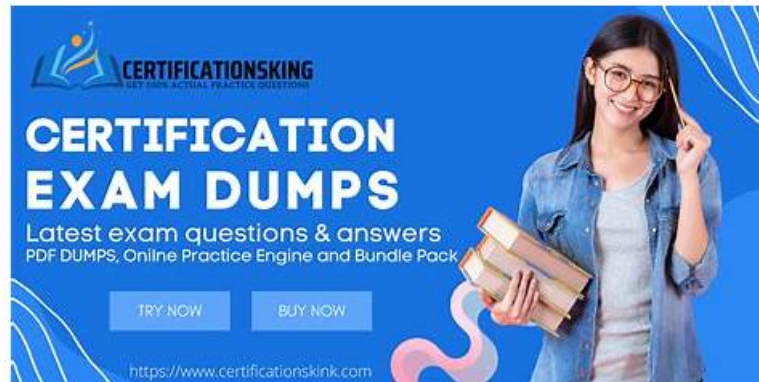 CERTIFICATIONSKING
GET 100% ACTUAL PRACTICE QUESTIONS
CERTIFICATION
EXAM DUMPS
Latest exam questions & answers
PDF DUMPS, Onilne Practice Engine and Bundle Pack
TRY NOW
BUY NOW
https://www.certificationskink.com